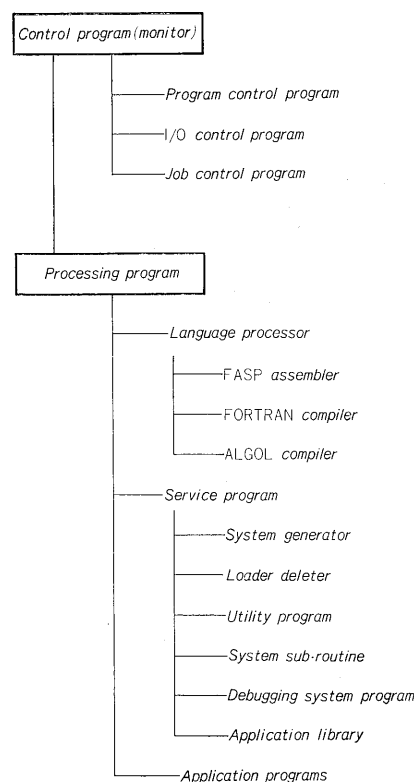 Control program(monitor)
Program control program
I/O control program
Job control program
Processing program
Language processor
FASP assembler
FORTRAN compiler
ALGOL compiler
Service program
System generator
Loader deleter
Utility program
System sub-routine
Debugging system program
Application library
Application programs